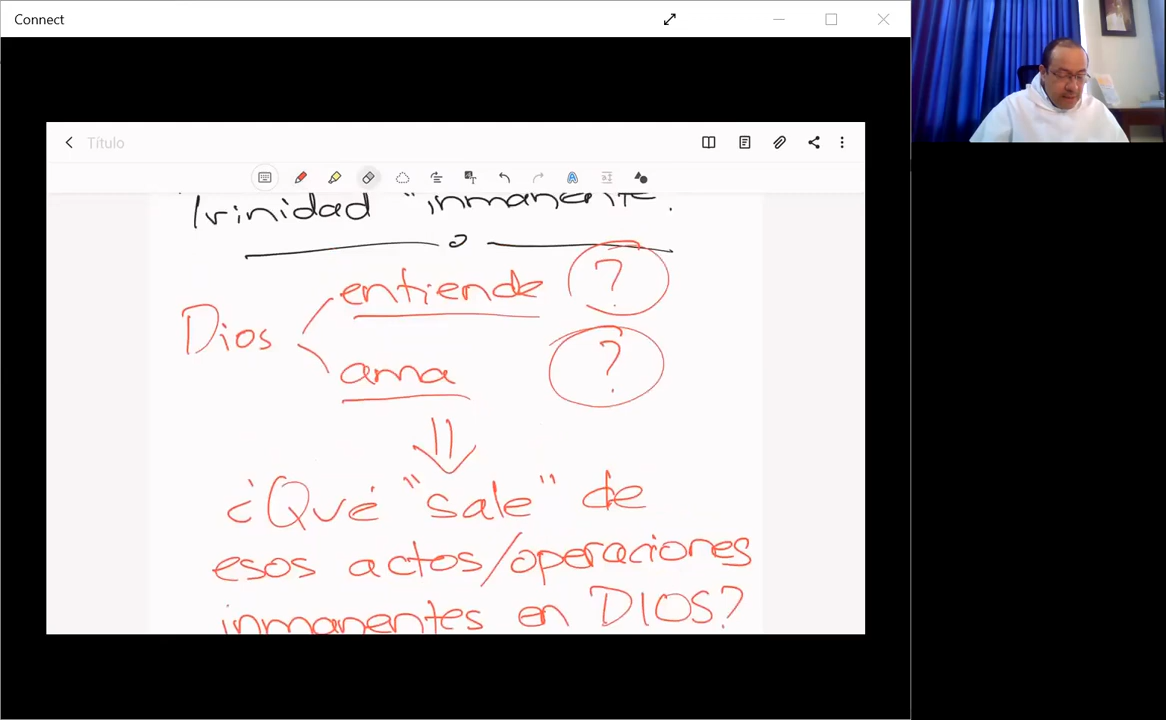 Connect
Título
Trinidad "inmanente".
Dios
entiende ?
ama ?
¿Qué "sale" de
esos actos/operaciones
inmanentes en DIOS?